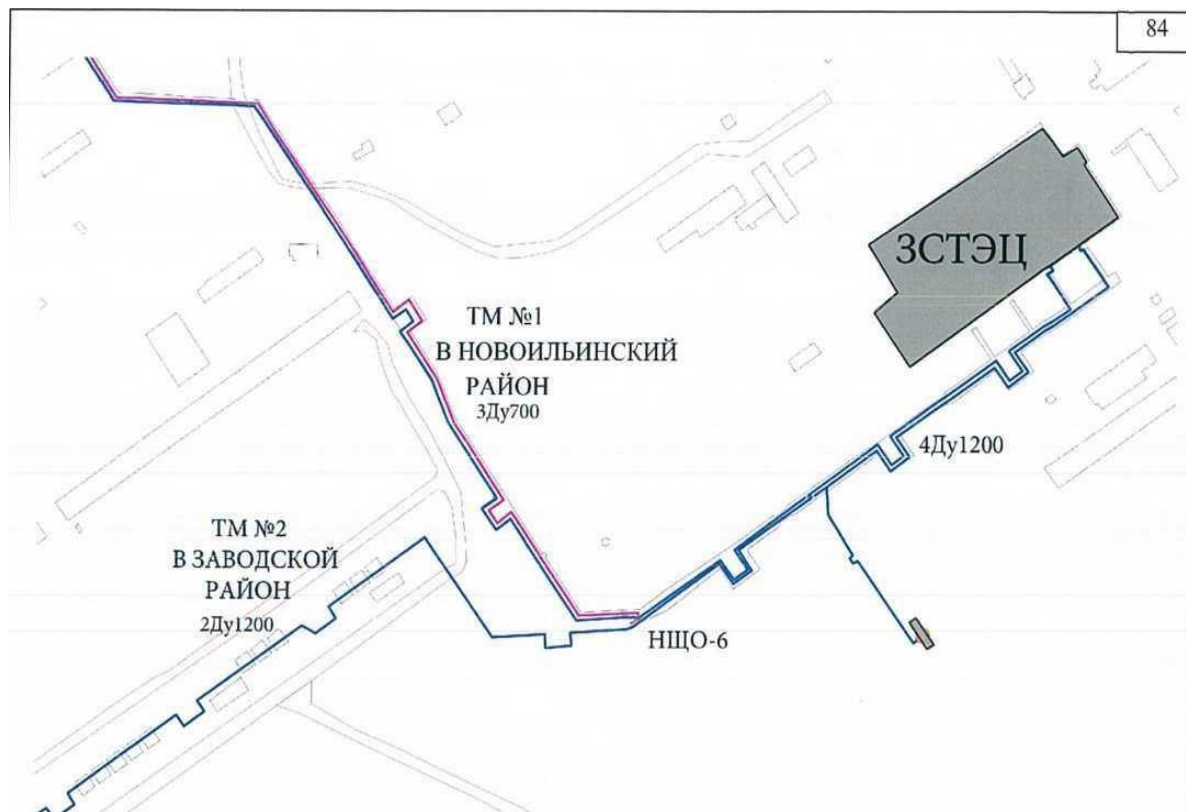 84
ЗСТЭЦ
ТМ №1
В НОВОИЛЬИНСКИЙ
РАЙОН
3Ду700
4Ду1200
ТМ №2
В ЗАВОДСКОЙ
РАЙОН
2Ду1200
НЩО-6